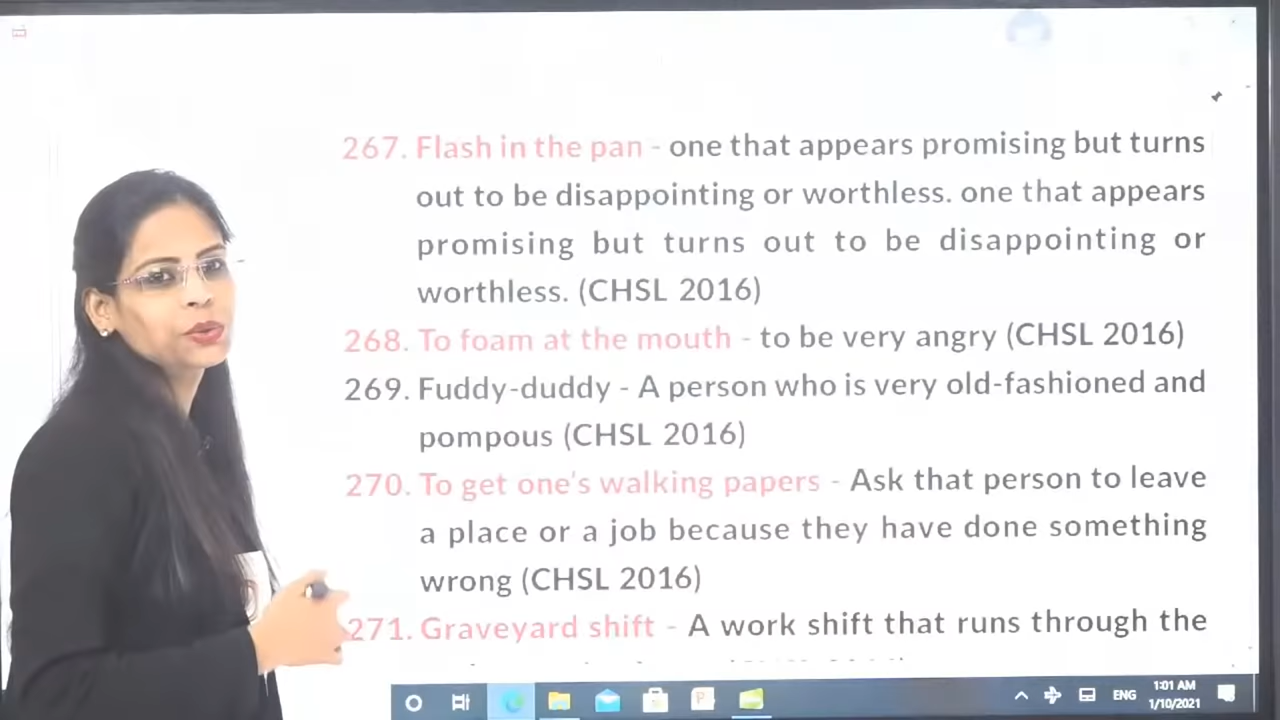 267. Flash in the pan - one that appears promising but turns
out to be disappointing or worthless. one that appears
promising but turns out to be disappointing or
worthless. (CHSL 2016)
268. To foam at the mouth - to be very angry (CHSL 2016)
269. Fuddy-duddy - A person who is very old-fashioned and
pompous (CHSL 2016)
270. To get one's walking papers - Ask that person to leave
a place or a job because they have done something
wrong (CHSL 2016)
271. Graveyard shift - A work shift that runs through the
ENG
1:01 AM
1/10/2021